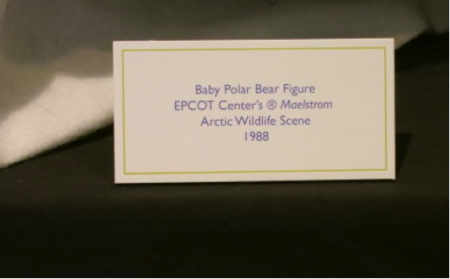 Baby Polar Bear Figure
EPCOT Center's ® Maelstrom
Arctic Wildlife Scene
1988